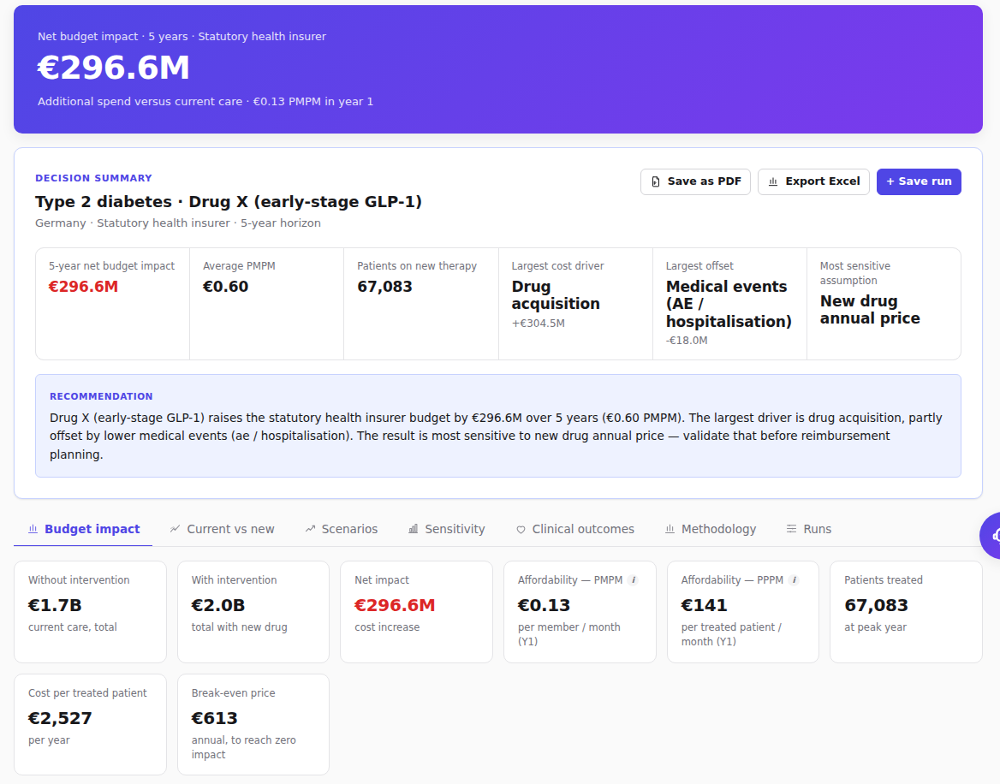 Net budget impact · 5 years · Statutory health insurer
€296.6M
Additional spend versus current care · €0.13 PMPM in year 1
DECISION SUMMARY
Save as PDF
Export Excel
+ Save run
Type 2 diabetes · Drug X (early-stage GLP-1)
Germany · Statutory health insurer · 5-year horizon
5-year net budget impact
€296.6M
Average PMPM
€0.60
Patients on new therapy
67,083
Largest cost driver
Drug
acquisition
+€304.5M
Largest offset
Medical events
(AE /
hospitalisation)
-€18.0M
Most sensitive
assumption
New drug
annual price
RECOMMENDATION
Drug X (early-stage GLP-1) raises the statutory health insurer budget by €296.6M over 5 years (€0.60 PMPM). The largest driver is drug acquisition, partly
offset by lower medical events (ae / hospitalisation). The result is most sensitive to new drug annual price — validate that before reimbursement
planning.
Budget impact
Current vs new
Scenarios
Sensitivity
Clinical outcomes
Methodology
Runs
Without intervention
€1.7B
current care, total
With intervention
€2.0B
total with new drug
Net impact
€296.6M
cost increase
Affordability — PMPM i
€0.13
per member / month
(Y1)
Affordability — PPPM i
€141
per treated patient /
month (Y1)
Patients treated
67,083
at peak year
Cost per treated patient
€2,527
per year
Break-even price
€613
annual, to reach zero
impact